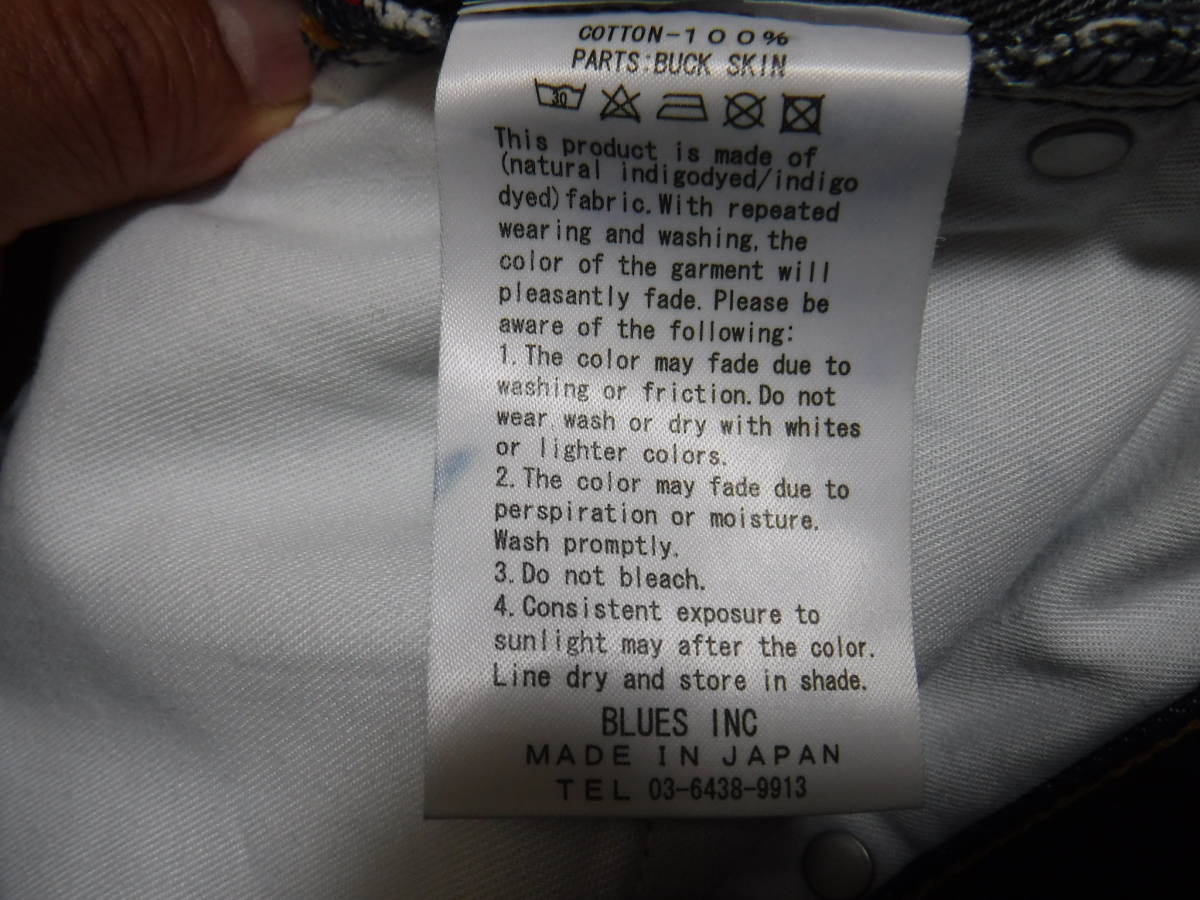 COTTON-100%
PARTS:BUCK SKIN
30
This product is made of
(natural indigodyed/indigo
dyed)fabric.With repeated
wearing and washing,the
color of the garment will
pleasantly fade.Please be
aware of the following:
1.The color may fade due to
washing or friction.Do not
wear wash or dry with whites
or lighter colors.
2.The color may fade due to
perspiration or moisture.
Wash promptly.
3.Do not bleach.
4.Consistent exposure to
sunlight may after the color.
Line dry and store in shade.
BLUES INC
MADE IN JAPAN
TEL 03-6438-9913